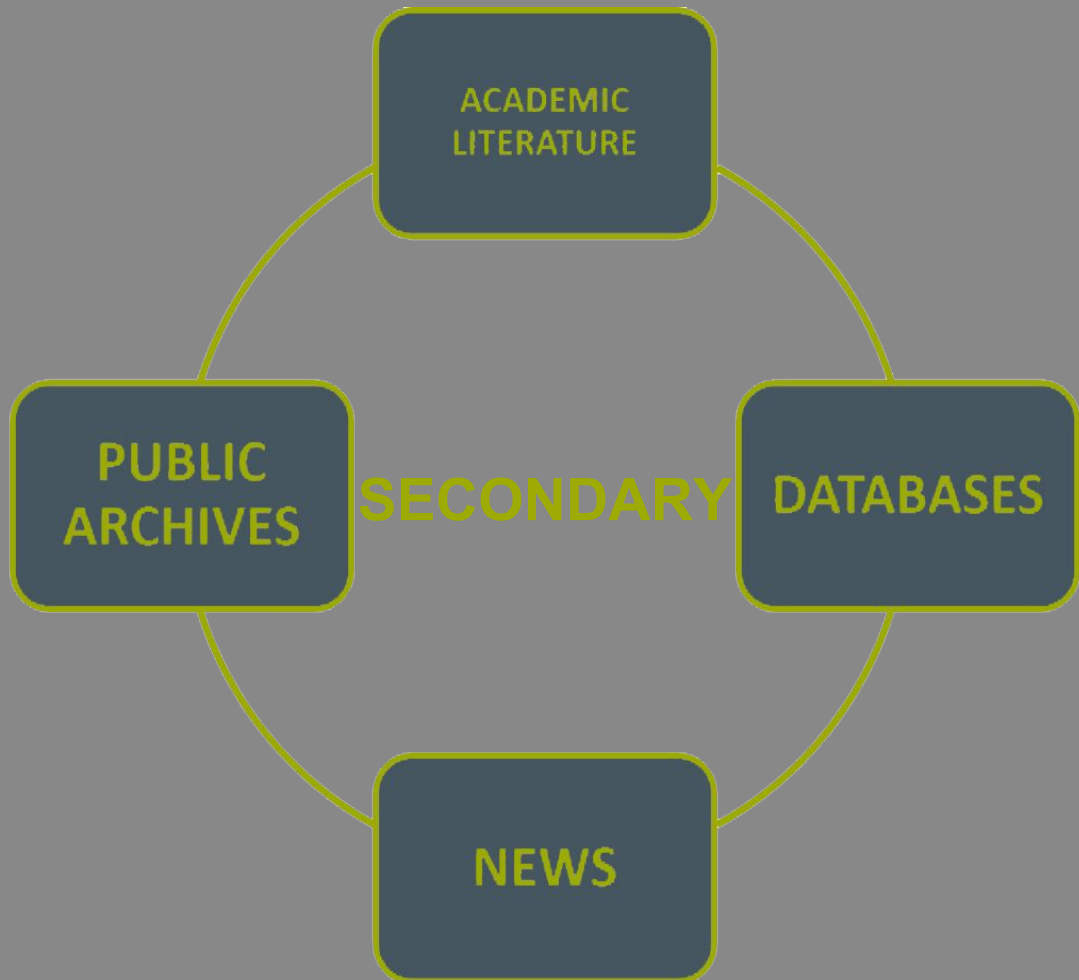 ACADEMIC
LITERATURE
PUBLIC
ARCHIVES
SECONDARY
DATABASES
NEWS